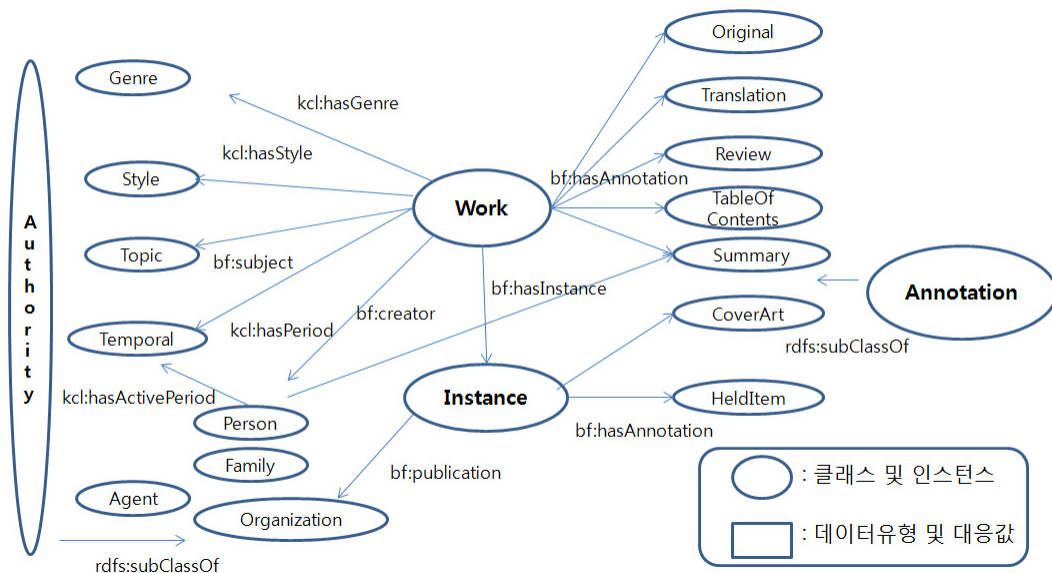 Authority
Genre
Style
Topic
Temporal
Person
Family
Agent
Organization
rdfs:subClassOf
kcl:hasGenre
kcl:hasStyle
bf:subject
kcl:hasPeriod
kcl:hasActivePeriod
bf:creator
Work
bf:hasInstance
Instance
bf:publication
bf:hasAnnotation
Original
Translation
Review
TableOf
Contents
Summary
CoverArt
HeldItem
bf:hasAnnotation
Annotation
rdfs:subClassOf
: 클래스 및 인스턴스
: 데이터유형 및 대응값